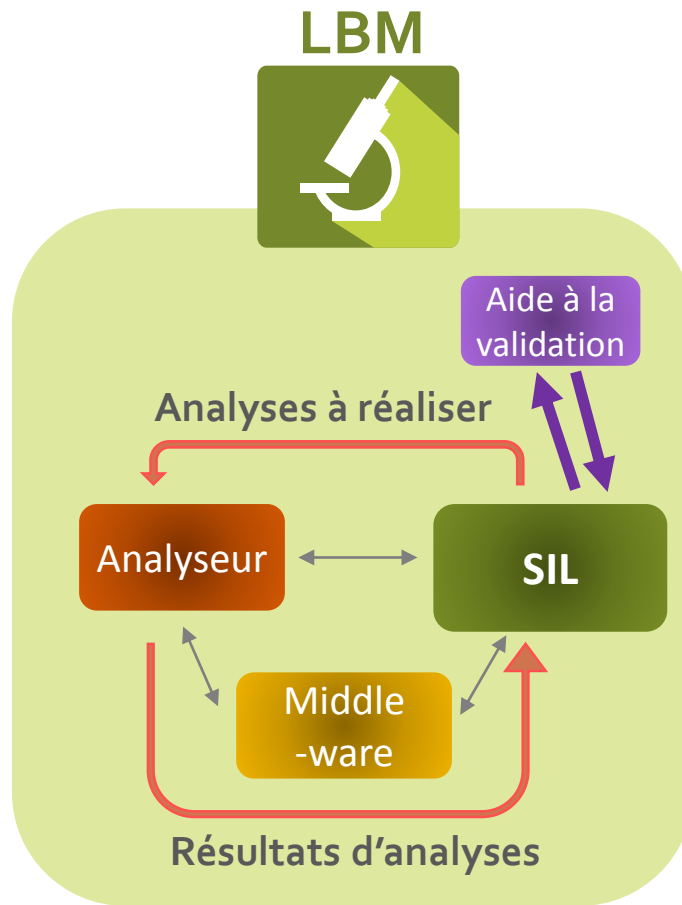 LBM
Aide à la
validation
Analyses à réaliser
Analyseur
SIL
Middle
-ware
Résultats d’analyses